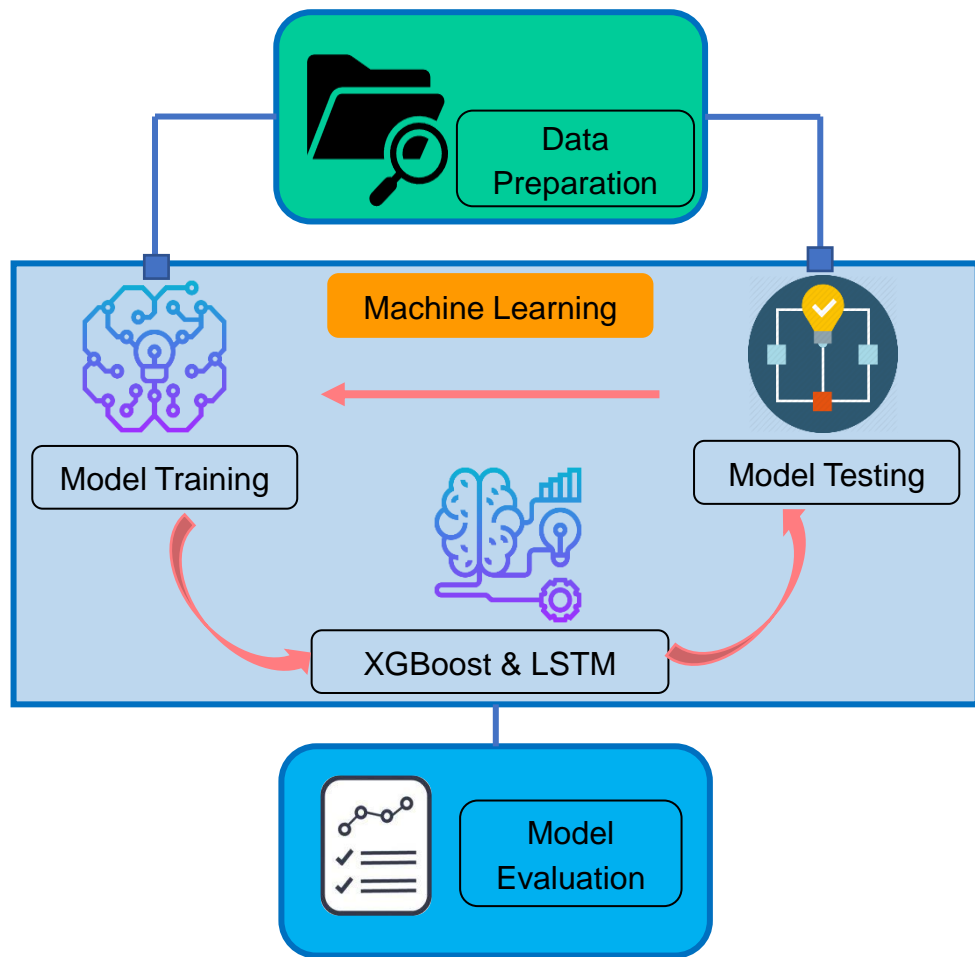 Data
Preparation
Machine Learning
Model Training
Model Testing
XGBoost & LSTM
Model
Evaluation